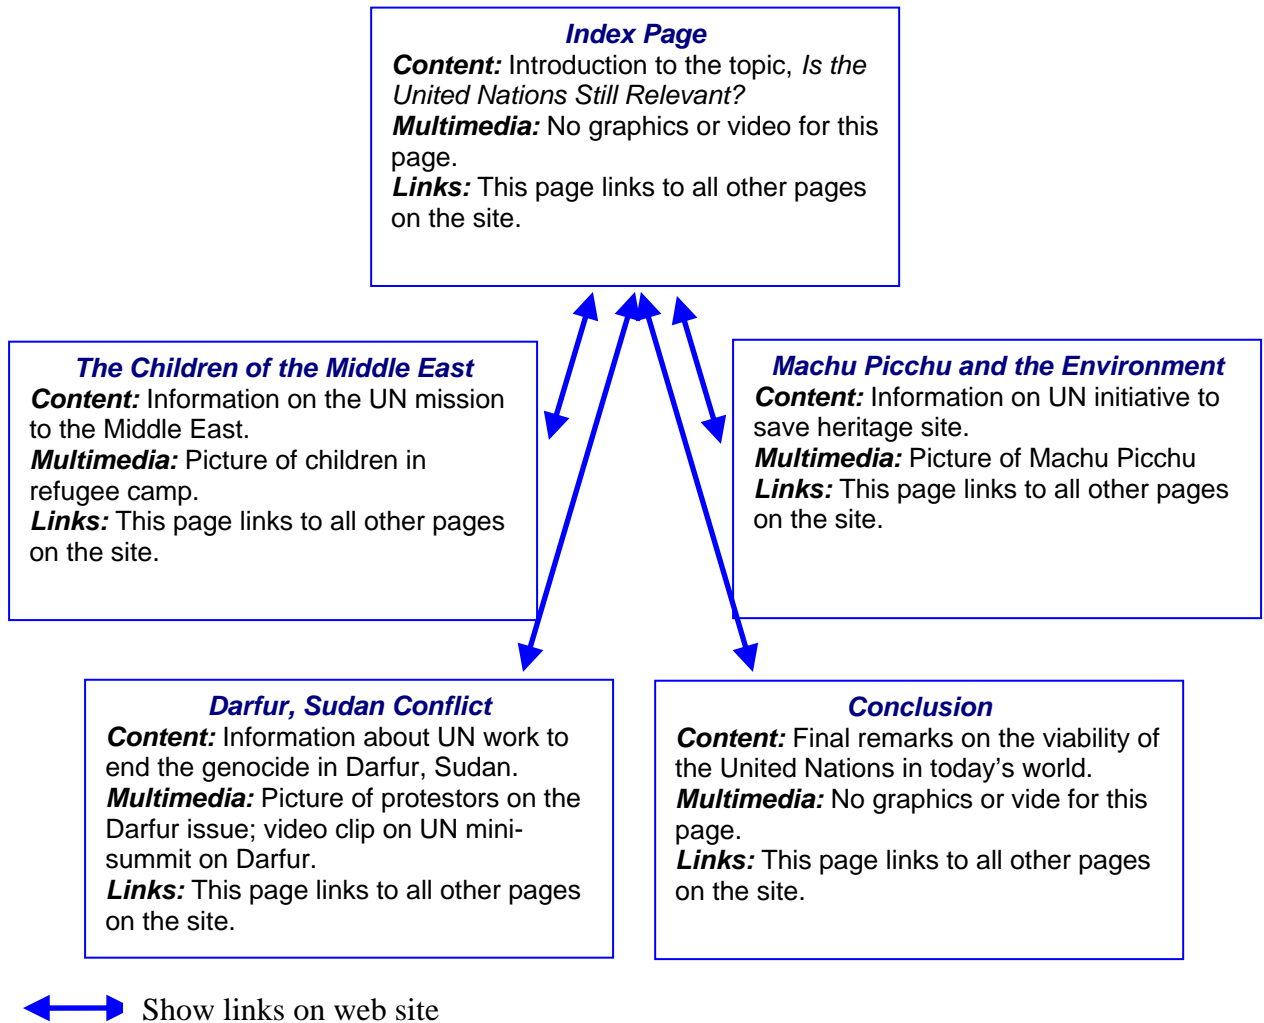 Index Page
Content: Introduction to the topic, Is the
United Nations Still Relevant?
Multimedia: No graphics or video for this
page.
Links: This page links to all other pages
on the site.
The Children of the Middle East
Content: Information on the UN mission
to the Middle East.
Multimedia: Picture of children in
refugee camp.
Links: This page links to all other pages
on the site.
Machu Picchu and the Environment
Content: Information on UN initiative to
save heritage site.
Multimedia: Picture of Machu Picchu
Links: This page links to all other pages
on the site.
Darfur, Sudan Conflict
Content: Information about UN work to
end the genocide in Darfur, Sudan.
Multimedia: Picture of protestors on the
Darfur issue; video clip on UN mini-
summit on Darfur.
Links: This page links to all other pages
on the site.
Conclusion
Content: Final remarks on the viability of
the United Nations in today’s world.
Multimedia: No graphics or vide for this
page.
Links: This page links to all other pages
on the site.
Show links on web site